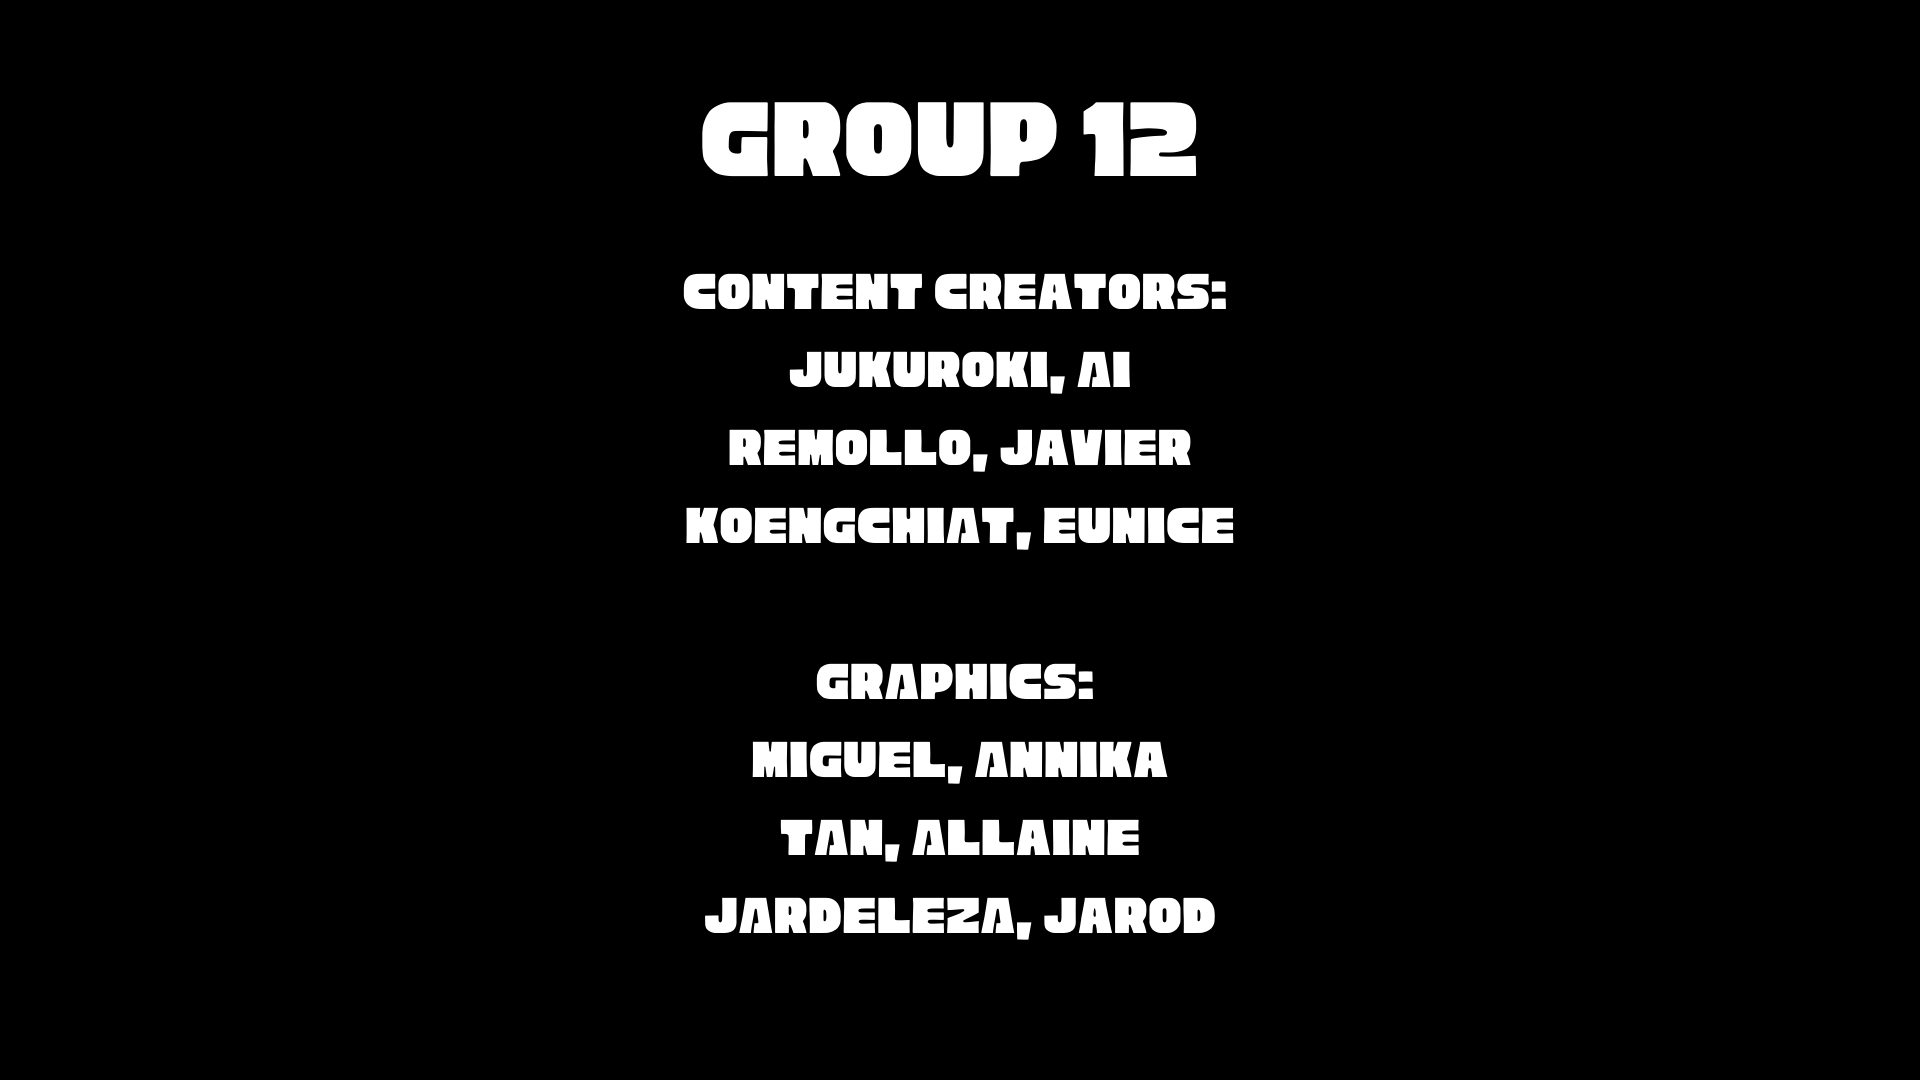 GROUP 12
CONTENT CREATORS:
JUKUROKI, AI
REMOLLO, JAVIER
KOENGCHIAT, EUNICE
GRAPHICS:
MIGUEL, ANNIKA
TAN, ALLAINE
JARDELEZA, JAROD